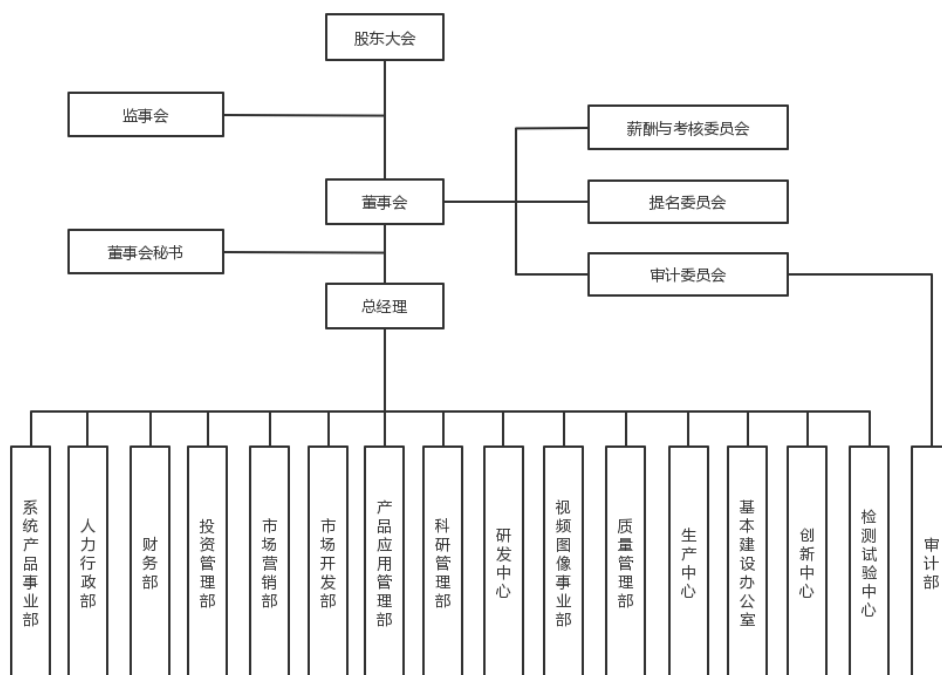 股东大会
监事会
薪酬与考核委员会
董事会
提名委员会
董事会秘书
审计委员会
总经理
系统产品事业部
人力行政部
财务部
投资管理部
市场营销部
市场开发部
产品应用管理部
科研管理部
研发中心
视频图像事业部
质量管理部
生产中心
基本建设办公室
创新中心
检测试验中心
审计部